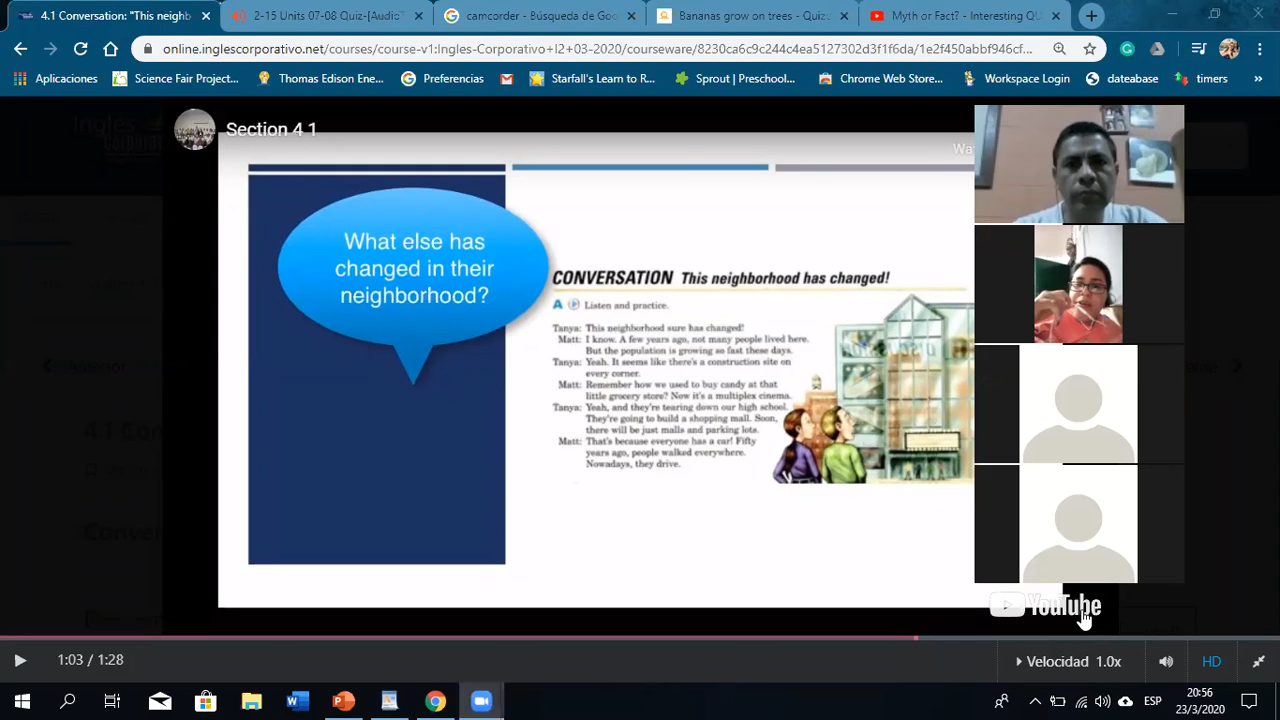 4.1 Conversation: "This neighb
2-15 Units 07-08 Quiz-[AudioT
camcorder - Búsqueda de Goo
Bananas grow on trees - Quizz
Myth or Fact? - Interesting QU
online.inglescorporativo.net/courses/course-v1:Ingles-Corporativo+I2+03-2020/courseware/8230ca6c9c244c4ea5127302d3f1f6da/1e2f450abbf946cf...
Aplicaciones
Science Fair Project...
Thomas Edison Ene...
Preferencias
Starfall's Learn to R...
Sprout | Preschool...
Chrome Web Store...
Workspace Login
dateabase
timers
»
Section 4 1
Wa
What else has
changed in their
neighborhood?
CONVERSATION This neighborhood has changed!
A Listen and practice.
Tanya: This neighborhood sure has changed!
Matt: I know. A few years ago, not many people lived here.
But the population is growing so fast these days.
Tanya: Yeah. It seems like there's a construction site on
every corner.
Matt: Remember how we used to buy candy at that
little grocery store? Now it's a multiplex cinema.
Tanya: Yeah, and they're tearing down our high school.
They're going to build a shopping mall. Soon,
there will be just malls and parking lots.
Matt: That's because everyone has a car! Fifty
years ago, people walked everywhere.
Nowadays, they drive.
YouTube
1:03 / 1:28
Velocidad 1.0x
HD
ESP
20:56
23/3/2020